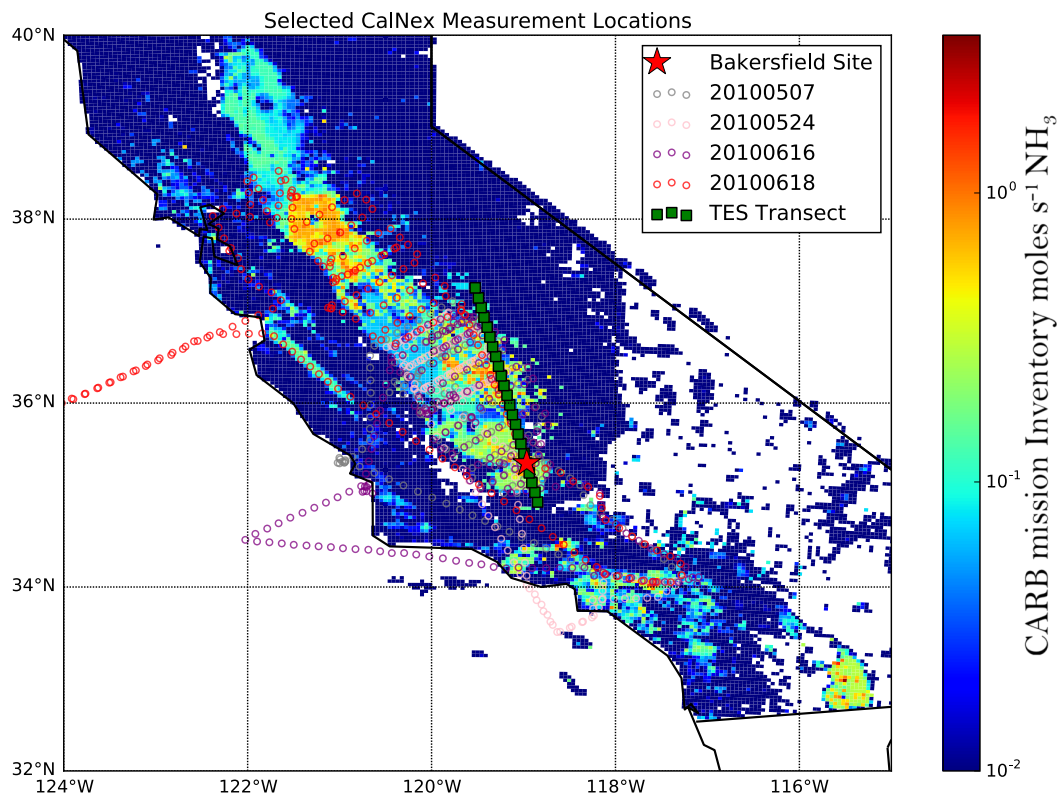 Selected CalNex Measurement Locations
40°N
38°N
36°N
34°N
32°N
124°W
122°W
120°W
118°W
116°W
Bakersfield Site
20100507
20100524
20100616
20100618
TES Transect
10⁰
10⁻¹
10⁻²
CARB mission Inventory moles s⁻¹ NH₃